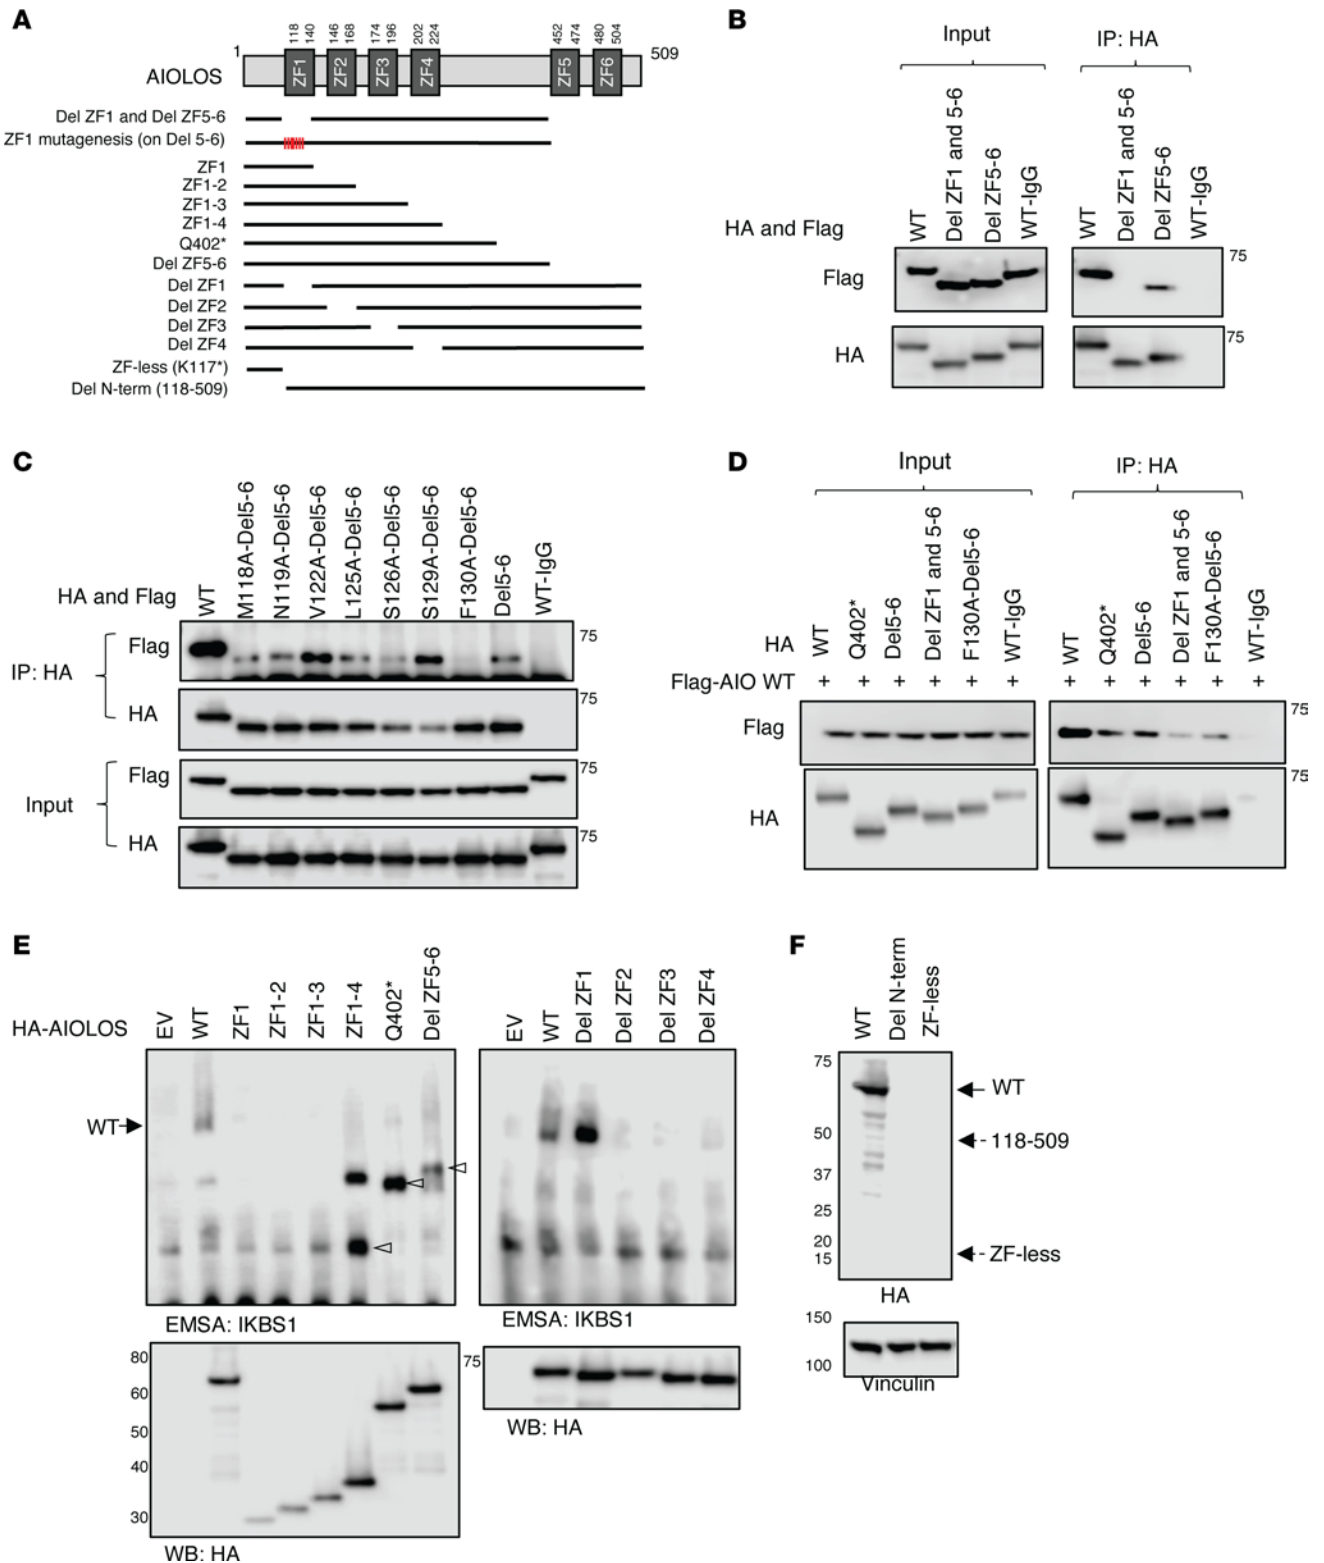 A
118 140 146 168 174 196 202 224 452 474 480 504
1 509
AIOLOS ZF1 ZF2 ZF3 ZF4 ZF5 ZF6
Del ZF1 and Del ZF5-6
ZF1 mutagenesis (on Del 5-6)
ZF1
ZF1-2
ZF1-3
ZF1-4
Q402*
Del ZF5-6
Del ZF1
Del ZF2
Del ZF3
Del ZF4
ZF-less (K117*)
Del N-term (118-509)
B
Input IP: HA
HA and Flag WT Del ZF1 and 5-6 Del ZF5-6 WT-IgG WT Del ZF1 and 5-6 Del ZF5-6 WT-IgG
Flag 75
HA 75
C
HA and Flag WT M118A-Del5-6 N119A-Del5-6 V122A-Del5-6 L125A-Del5-6 S126A-Del5-6 S129A-Del5-6 F130A-Del5-6 Del5-6 WT-IgG
IP: HA
Flag 75
HA 75
Input
Flag 75
HA 75
D
Input IP: HA
HA WT Q402* Del5-6 Del ZF1 and 5-6 F130A-Del5-6 WT-IgG WT Q402* Del5-6 Del ZF1 and 5-6 F130A-Del5-6 WT-IgG
Flag-AIO WT + + + + + + + + + + + +
Flag 75
HA 75
E
HA-AIOLOS EV WT ZF1 ZF1-2 ZF1-3 ZF1-4 Q402* Del ZF5-6 EV WT Del ZF1 Del ZF2 Del ZF3 Del ZF4
WT
EMSA: IKBS1 EMSA: IKBS1
80
60
50
40
30
WB: HA
75
WB: HA
F
WT Del N-term ZF-less
75
50
37
25
20
15
WT
118-509
ZF-less
HA
150
100
Vinculin